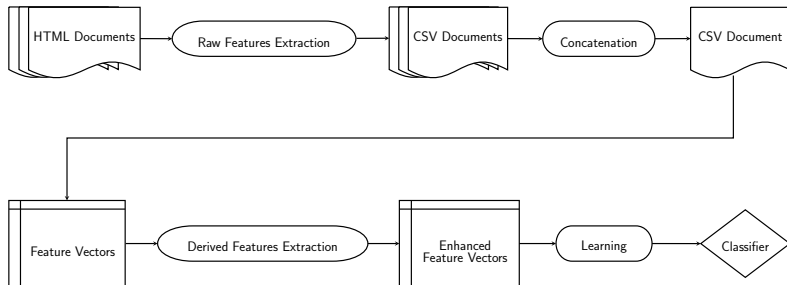 HTML Documents
Raw Features Extraction
CSV Documents
Concatenation
CSV Document
Feature Vectors
Derived Features Extraction
Enhanced
Feature Vectors
Learning
Classifier